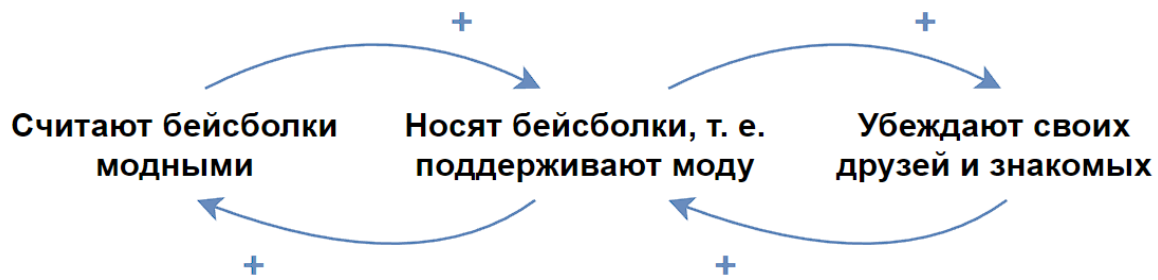 +
+
Считают бейсболки
модными
Носят бейсболки, т. е.
поддерживают моду
Убеждают своих
друзей и знакомых
+
+